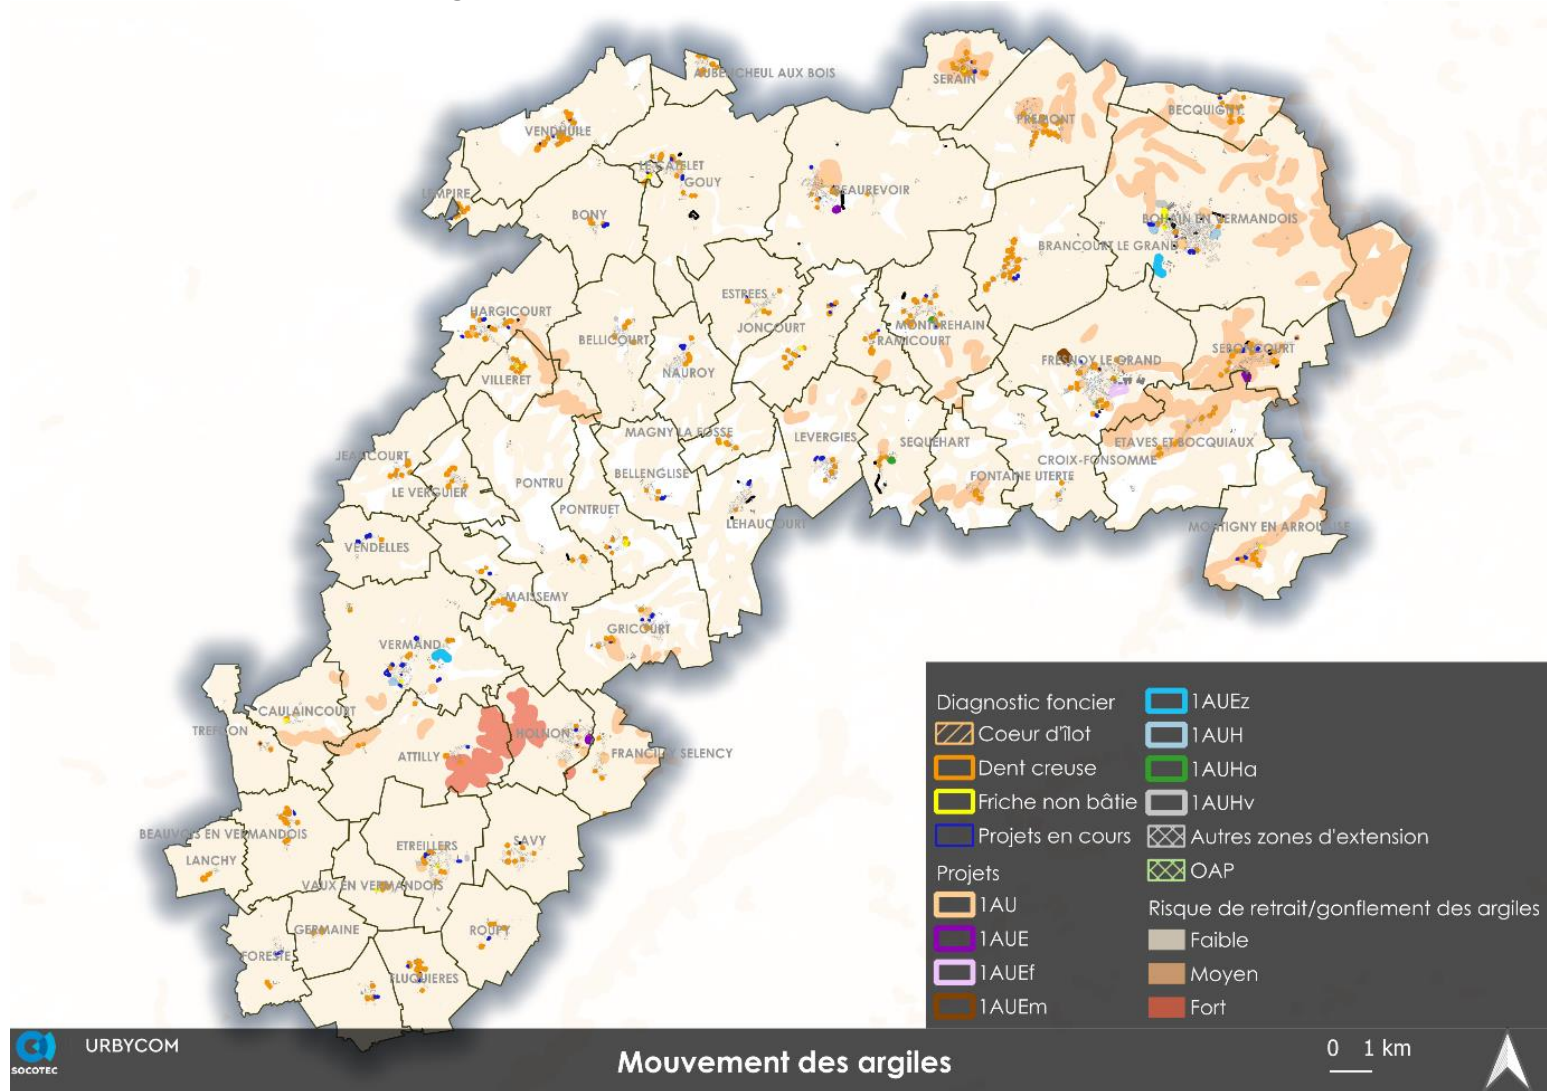 AUBENCHEUL AUX BOIS
SERAIN
BECQUIGNY
PREMONT
VENDHUILE
LE CATELET
GOUY
BEAUREVOIR
LEMPIRE
BONY
BOHAIN EN VERMANDOIS
BRANCOURT LE GRAND
ESTREES
HARGICOURT
JONCOURT
MONTBREHAIN
BELLICOURT
RAMICOURT
SEBONCOURT
FRESNOY LE GRAND
NAUROY
VILLERET
MAGNY LA FOSSE
LEVERGIES
SEQUEHART
ETAVES ET BOCQUIAUX
JEANCOURT
CROIX-FONSOMME
BELLENGLISE
FONTAINE UTERTE
PONTRU
LE VERGUIER
PONTRUET
LEHAUCOURT
MONTIGNY EN ARROUAISE
VENDELLES
MAISSEMY
GRICOURT
VERMAND
CAULAINCOURT
TREFCON
HOLNON
ATTILLY
FRANCILLY SELENCY
BEAUVOIS EN VERMANDOIS
ETREILLERS
SAVY
LANCHY
VAUX EN VERMANDOIS
GERMAINE
ROUPY
FORESTE
FLUQUIERES
Diagnostic foncier
Coeur d'îlot
Dent creuse
Friche non bâtie
Projets en cours
Projets
1AU
1AUE
1AUEf
1AUEm
1AUEz
1AUH
1AUHa
1AUHv
Autres zones d'extension
OAP
Risque de retrait/gonflement des argiles
Faible
Moyen
Fort
SOCOTEC
URBYCOM
Mouvement des argiles
0 1 km